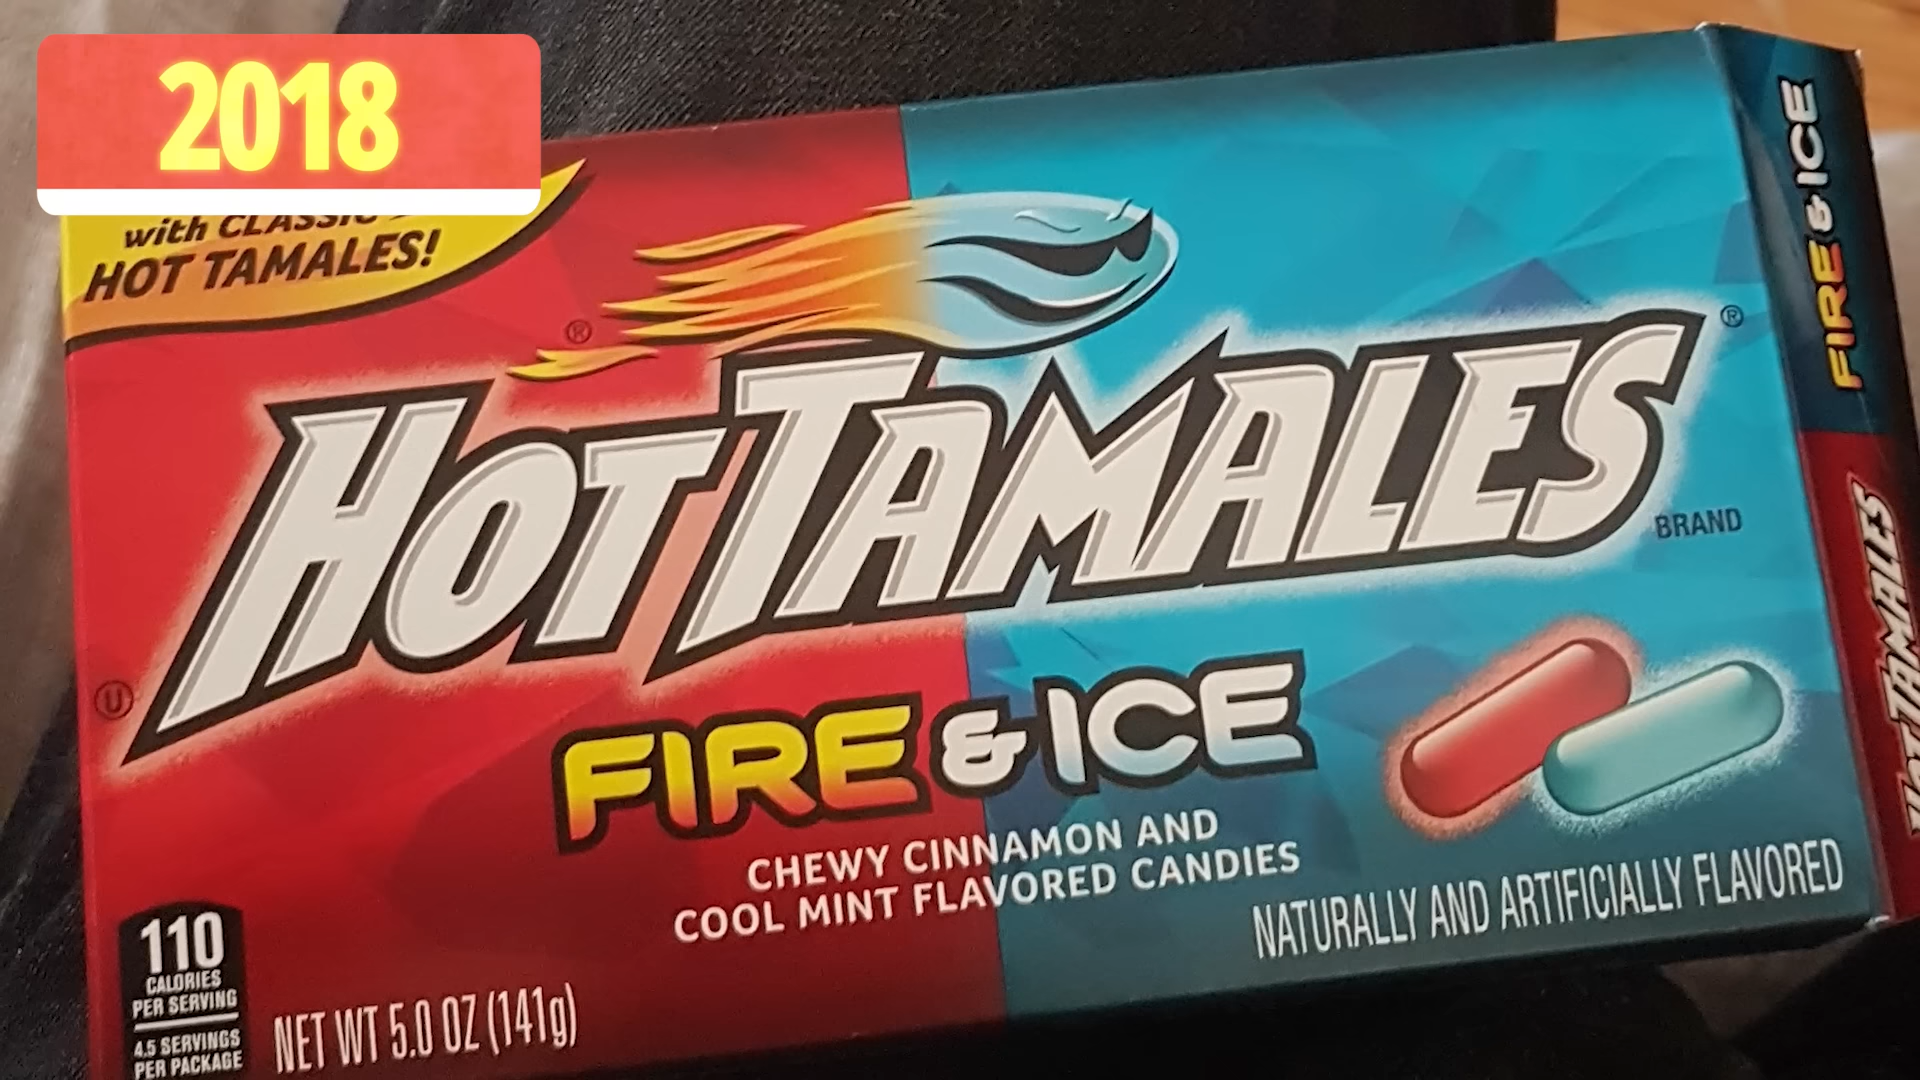 2018
with CLASSIC
HOT TAMALES!
®
HOT TAMALES
®
BRAND
U
FIRE & ICE
CHEWY CINNAMON AND
COOL MINT FLAVORED CANDIES
NATURALLY AND ARTIFICIALLY FLAVORED
110
CALORIES
PER SERVING
4.5 SERVINGS
PER PACKAGE
NET WT 5.0 OZ (141g)
FIRE & ICE
HOT TAMALES